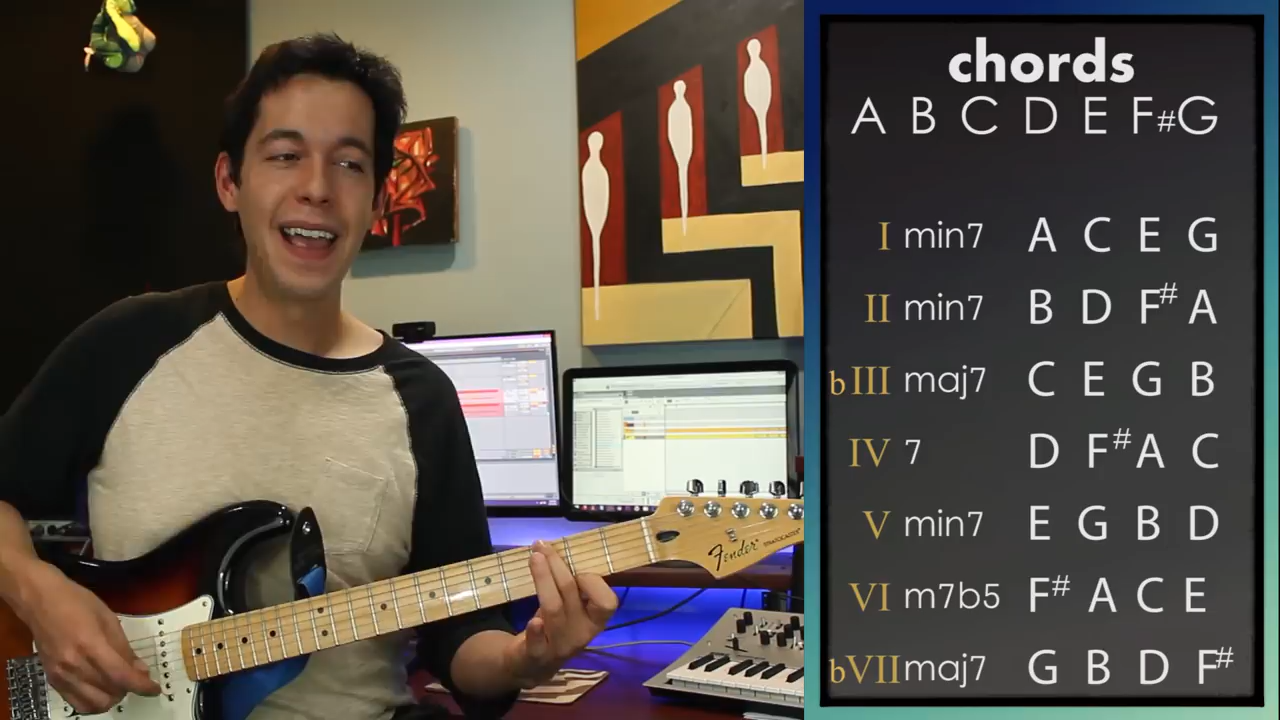 chords
A B C D E F# G
I min7 A C E G
II min7 B D F# A
bIII maj7 C E G B
IV 7 D F# A C
V min7 E G B D
VI m7b5 F# A C E
bVII maj7 G B D F#
Fender